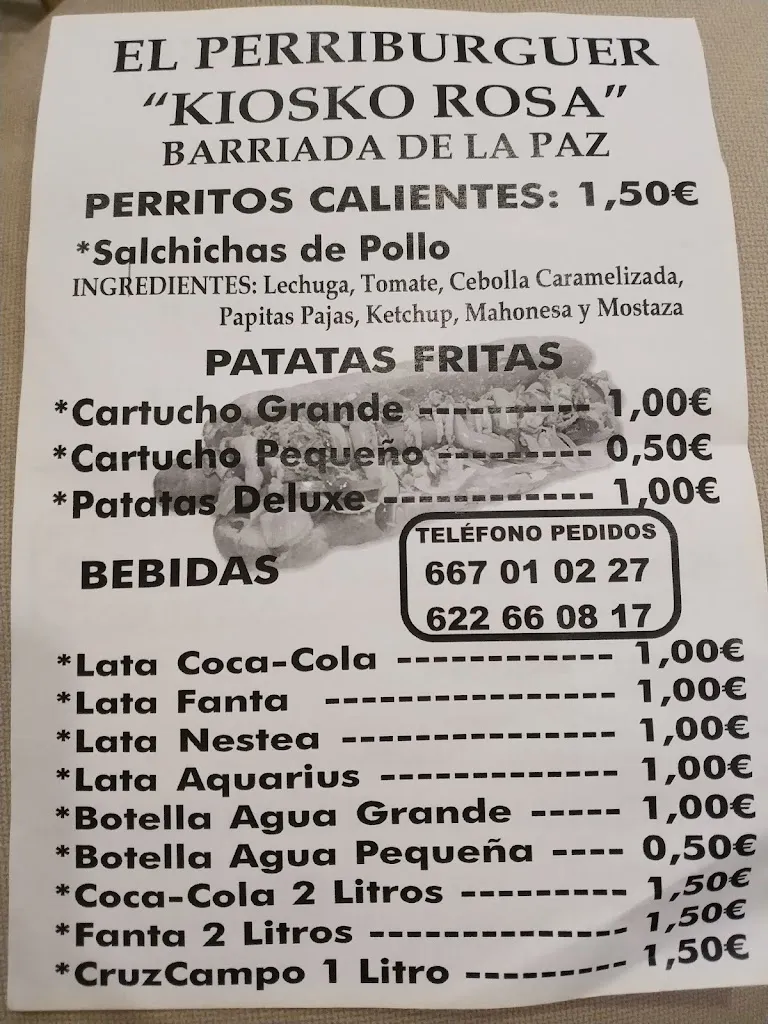 EL PERRIBURGUER
“KIOSKO ROSA”
BARRIADA DE LA PAZ
PERRITOS CALIENTES: 1,50€
*Salchichas de Pollo
INGREDIENTES: Lechuga, Tomate, Cebolla Caramelizada,
Papitas Pajas, Ketchup, Mahonesa y Mostaza
PATATAS FRITAS
*Cartucho Grande ---------- 1,00€
*Cartucho Pequeño --------- 0,50€
*Patatas Deluxe ------------ 1,00€
TELÉFONO PEDIDOS
667 01 02 27
622 66 08 17
BEBIDAS
*Lata Coca-Cola ------------ 1,00€
*Lata Fanta ---------------- 1,00€
*Lata Nestea --------------- 1,00€
*Lata Aquarius ------------- 1,00€
*Botella Agua Grande ----- 1,00€
*Botella Agua Pequeña ---- 0,50€
*Coca-Cola 2 Litros --------- 1,50€
*Fanta 2 Litros -------------- 1,50€
*CruzCampo 1 Litro --------- 1,50€